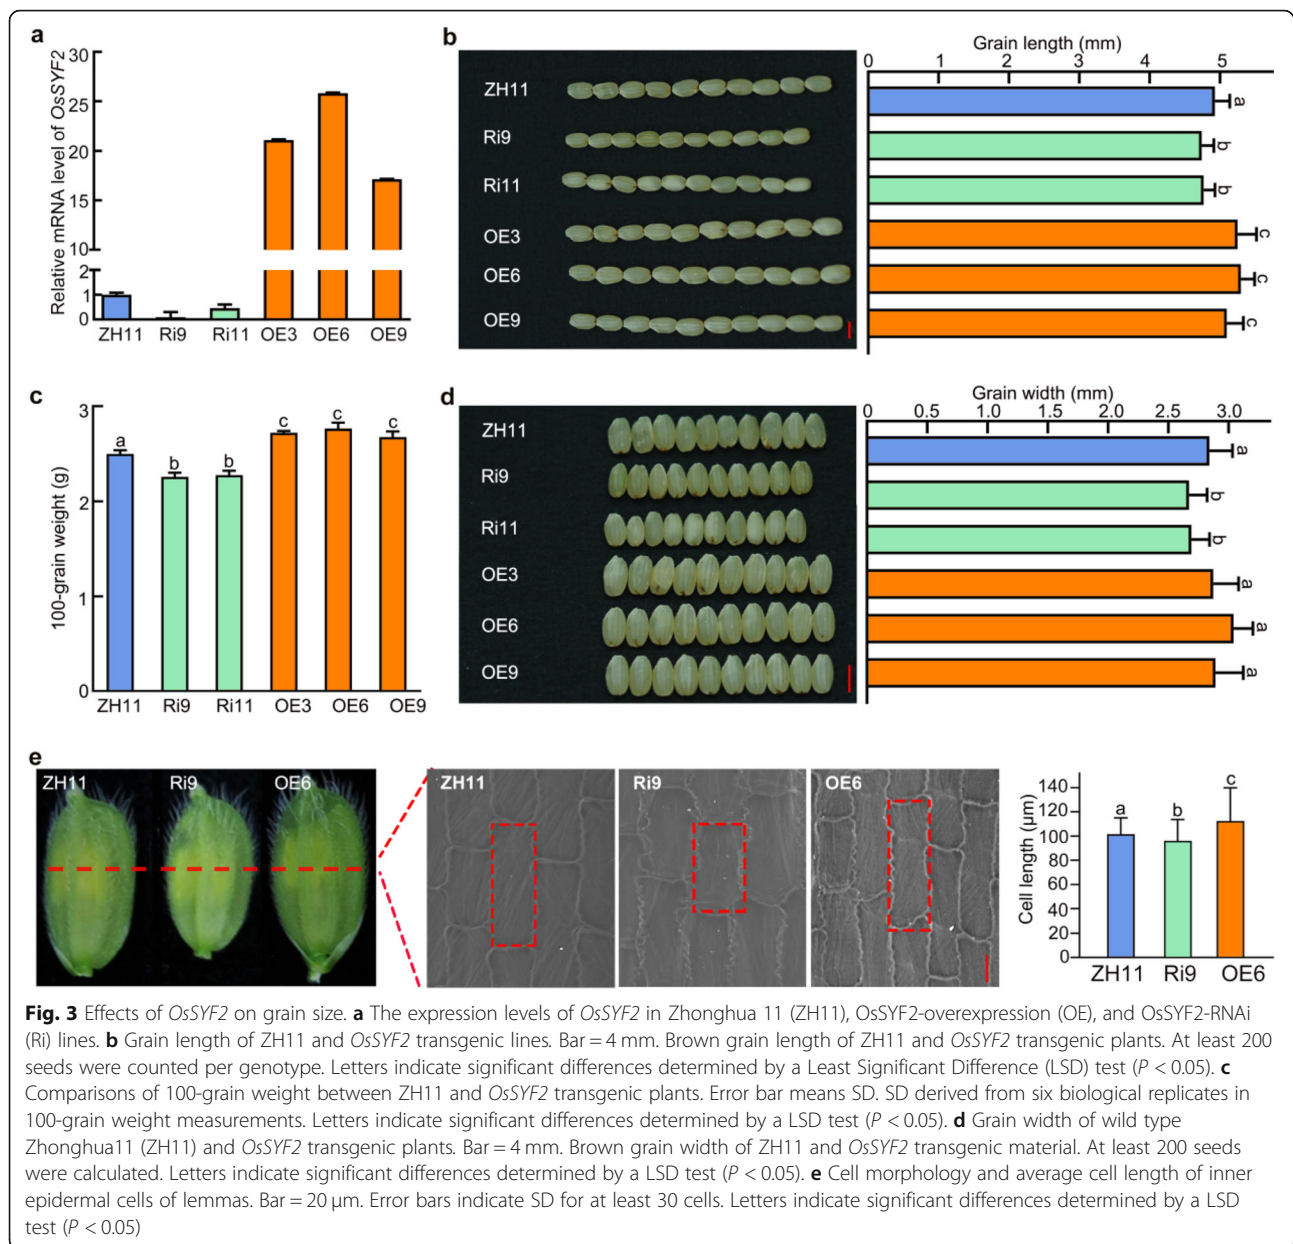 a
Relative mRNA level of OsSYF2
30
25
20
15
10
2
1
0
ZH11 Ri9 Ri11 OE3 OE6 OE9
b
ZH11
Ri9
Ri11
OE3
OE6
OE9
Grain length (mm)
0 1 2 3 4 5
a
b
b
c
c
c
c
100-grain weight (g)
3
2
1
0
a b b c c c
ZH11 Ri9 Ri11 OE3 OE6 OE9
d
ZH11
Ri9
Ri11
OE3
OE6
OE9
Grain width (mm)
0 0.5 1.0 1.5 2.0 2.5 3.0
a
b
b
a
a
a
e
ZH11 Ri9 OE6
ZH11 Ri9 OE6
Cell length (µm)
140
120
100
80
60
40
20
0
a b c
ZH11 Ri9 OE6
Fig. 3 Effects of OsSYF2 on grain size. a The expression levels of OsSYF2 in Zhonghua 11 (ZH11), OsSYF2-overexpression (OE), and OsSYF2-RNAi
(Ri) lines. b Grain length of ZH11 and OsSYF2 transgenic lines. Bar = 4 mm. Brown grain length of ZH11 and OsSYF2 transgenic plants. At least 200
seeds were counted per genotype. Letters indicate significant differences determined by a Least Significant Difference (LSD) test (P < 0.05). c
Comparisons of 100-grain weight between ZH11 and OsSYF2 transgenic plants. Error bar means SD. SD derived from six biological replicates in
100-grain weight measurements. Letters indicate significant differences determined by a LSD test (P < 0.05). d Grain width of wild type
Zhonghua11 (ZH11) and OsSYF2 transgenic plants. Bar = 4 mm. Brown grain width of ZH11 and OsSYF2 transgenic material. At least 200 seeds
were calculated. Letters indicate significant differences determined by a LSD test (P < 0.05). e Cell morphology and average cell length of inner
epidermal cells of lemmas. Bar = 20 µm. Error bars indicate SD for at least 30 cells. Letters indicate significant differences determined by a LSD
test (P < 0.05)